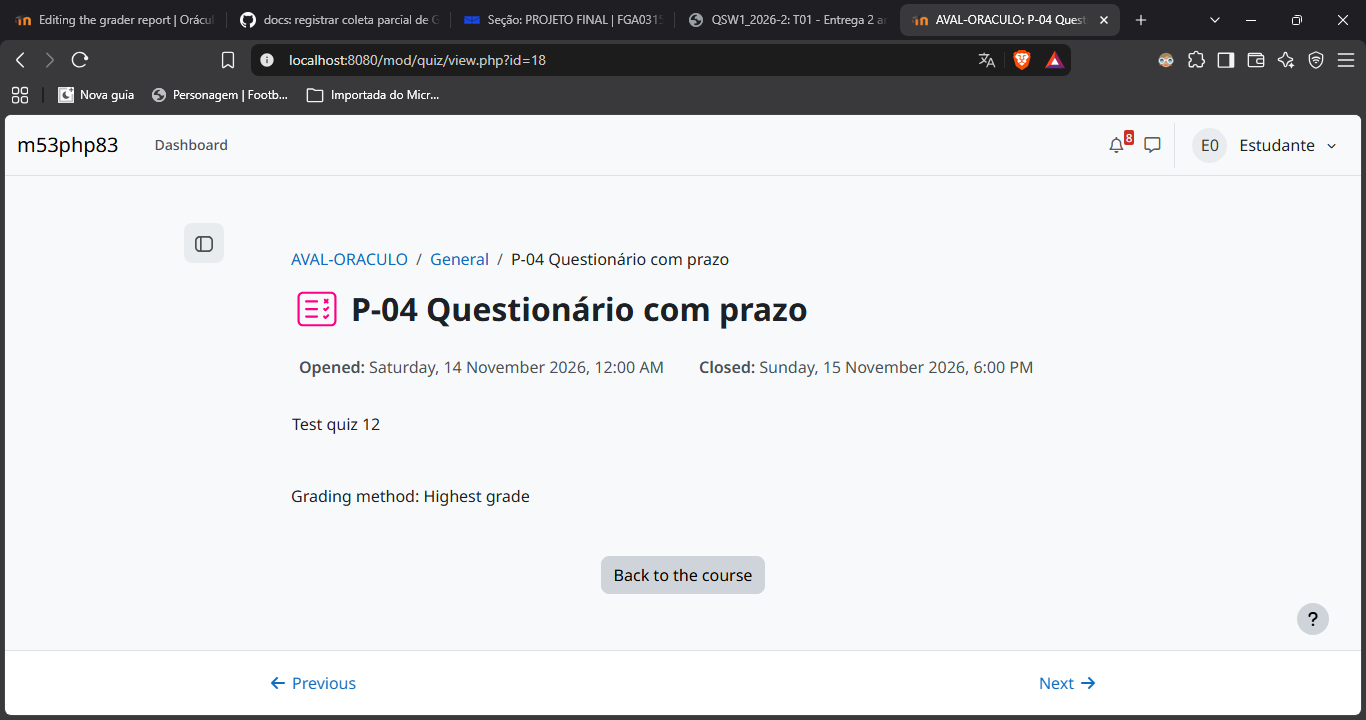 Editing the grader report | Orácul
docs: registrar coleta parcial de G
Seção: PROJETO FINAL | FGA0315
QSW1_2026-2: T01 - Entrega 2 a
AVAL-ORACULO: P-04 Quest
localhost:8080/mod/quiz/view.php?id=18
Nova guia
Personagem | Footb...
Importada do Micr...
m53php83
Dashboard
8
E0
Estudante
AVAL-ORACULO / General / P-04 Questionário com prazo
P-04 Questionário com prazo
Opened: Saturday, 14 November 2026, 12:00 AM
Closed: Sunday, 15 November 2026, 6:00 PM
Test quiz 12
Grading method: Highest grade
Back to the course
?
Previous
Next